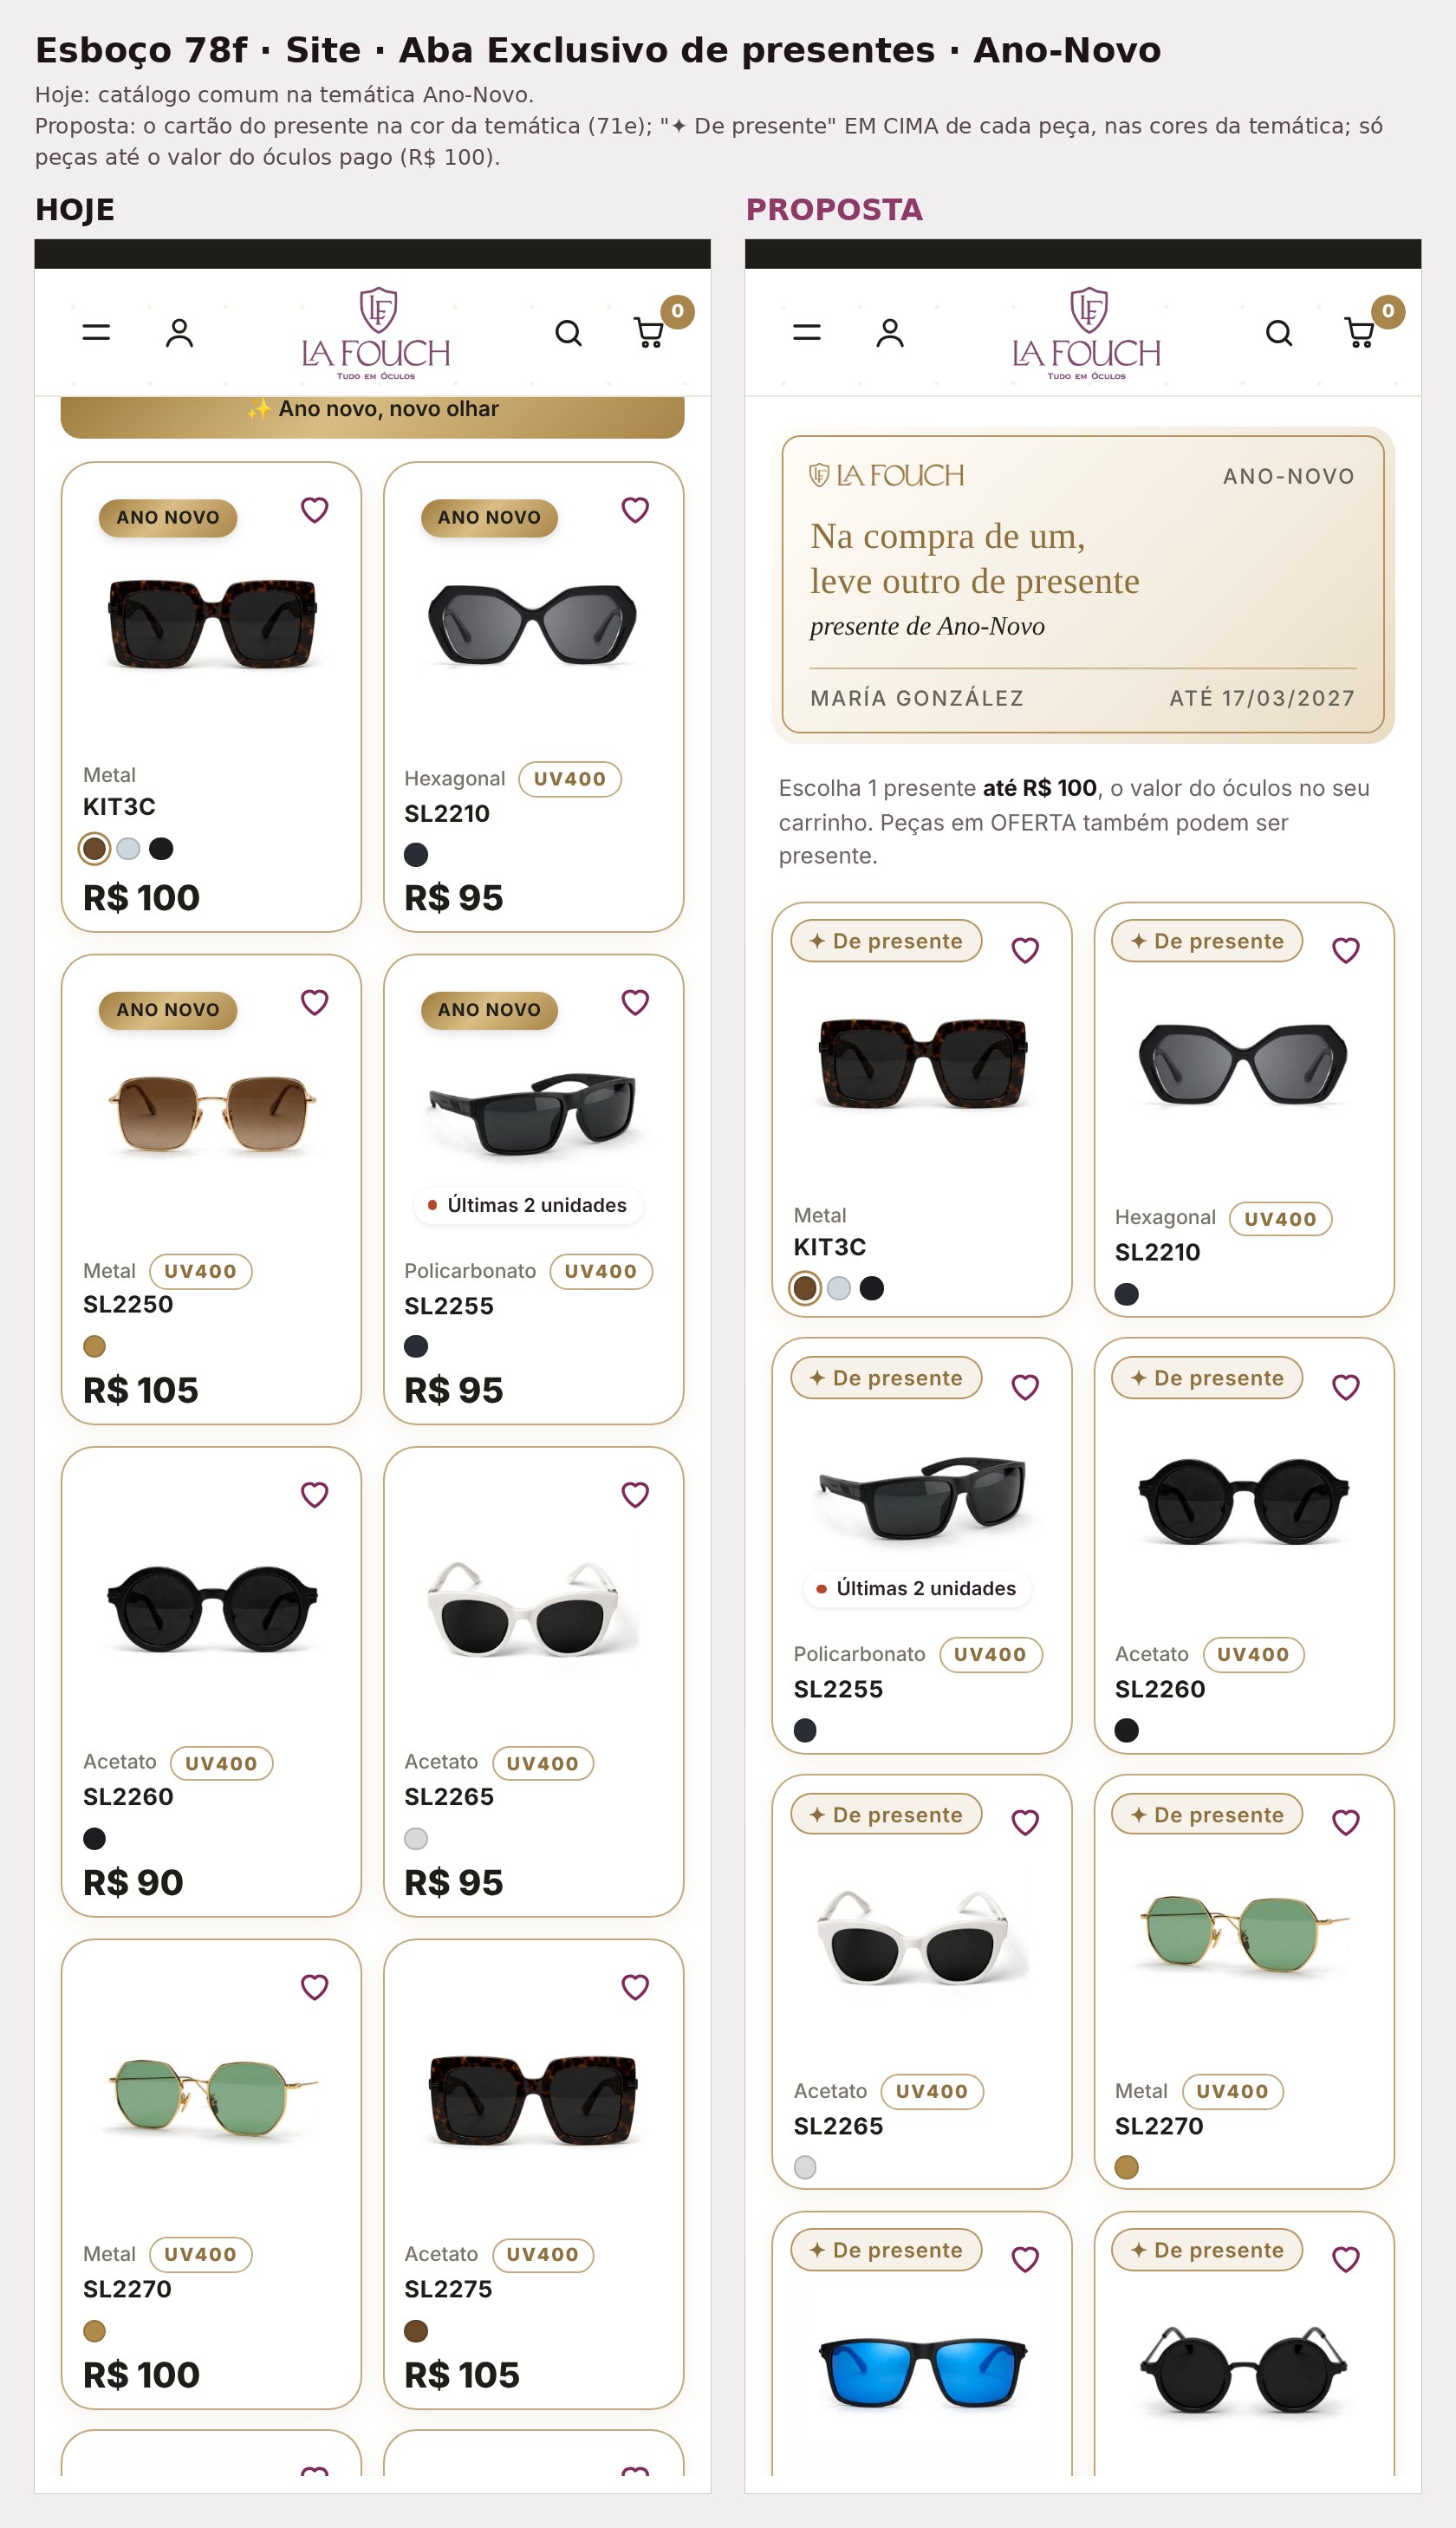 Esboço 78f · Site · Aba Exclusivo de presentes · Ano-Novo
Hoje: catálogo comum na temática Ano-Novo.
Proposta: o cartão do presente na cor da temática (71e); "✦ De presente" EM CIMA de cada peça, nas cores da temática; só
peças até o valor do óculos pago (R$ 100).
HOJE
LF
LA FOUCH
TUDO EM ÓCULOS
0
✨ Ano novo, novo olhar
ANO NOVO
ANO NOVO
Metal
KIT3C
R$ 100
Hexagonal UV400
SL2210
R$ 95
ANO NOVO
ANO NOVO
Últimas 2 unidades
Metal UV400
SL2250
R$ 105
Policarbonato UV400
SL2255
R$ 95
Acetato UV400
SL2260
R$ 90
Acetato UV400
SL2265
R$ 95
Metal UV400
SL2270
R$ 100
Acetato UV400
SL2275
R$ 105
PROPOSTA
LF
LA FOUCH
TUDO EM ÓCULOS
0
LA FOUCH
ANO-NOVO
Na compra de um,
leve outro de presente
presente de Ano-Novo
MARÍA GONZÁLEZ
ATÉ 17/03/2027
Escolha 1 presente até R$ 100, o valor do óculos no seu
carrinho. Peças em OFERTA também podem ser
presente.
✦ De presente
✦ De presente
Metal
KIT3C
Hexagonal UV400
SL2210
✦ De presente
✦ De presente
Últimas 2 unidades
Policarbonato UV400
SL2255
Acetato UV400
SL2260
✦ De presente
✦ De presente
Acetato UV400
SL2265
Metal UV400
SL2270
✦ De presente
✦ De presente